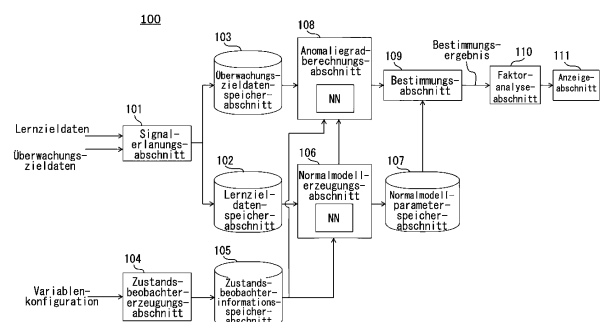 100
103
Überwachungs-
zieldaten-
speicher-
abschnitt
108
Anomaliegrad-
berechnungs-
abschnitt
NN
109
Bestimmungs-
abschnitt
Bestimmungs-
ergebnis
110
Faktor-
analyse-
abschnitt
111
Anzeige-
abschnitt
Lernzieldaten
Überwachungs-
zieldaten
101
Signal-
erlanungs-
abschnitt
102
Lernziel-
daten-
speicher-
abschnitt
106
Normalmodell-
erzeugungs-
abschnitt
NN
107
Normalmodell-
parameter-
speicher-
abschnitt
Variablen-
konfiguration
104
Zustands-
beobachter-
erzeugungs-
abschnitt
105
Zustands-
beobachter-
informations-
speicher-
abschnitt